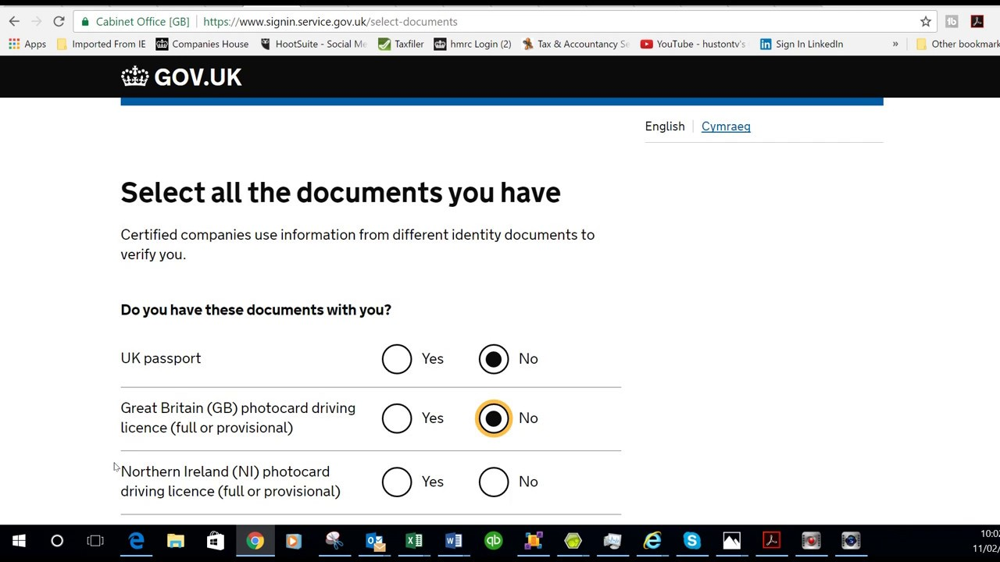 Cabinet Office [GB] https://www.signin.service.gov.uk/select-documents
Apps Imported From IE Companies House HootSuite - Social Me Taxfiler hmrc Login (2) Tax & Accountancy Se YouTube - hustontv's Sign In LinkedIn » Other bookmark
GOV.UK
English Cymraeg
Select all the documents you have
Certified companies use information from different identity documents to
verify you.
Do you have these documents with you?
UK passport Yes No
Great Britain (GB) photocard driving
licence (full or provisional) Yes No
Northern Ireland (NI) photocard
driving licence (full or provisional) Yes No
10:02
11/02/